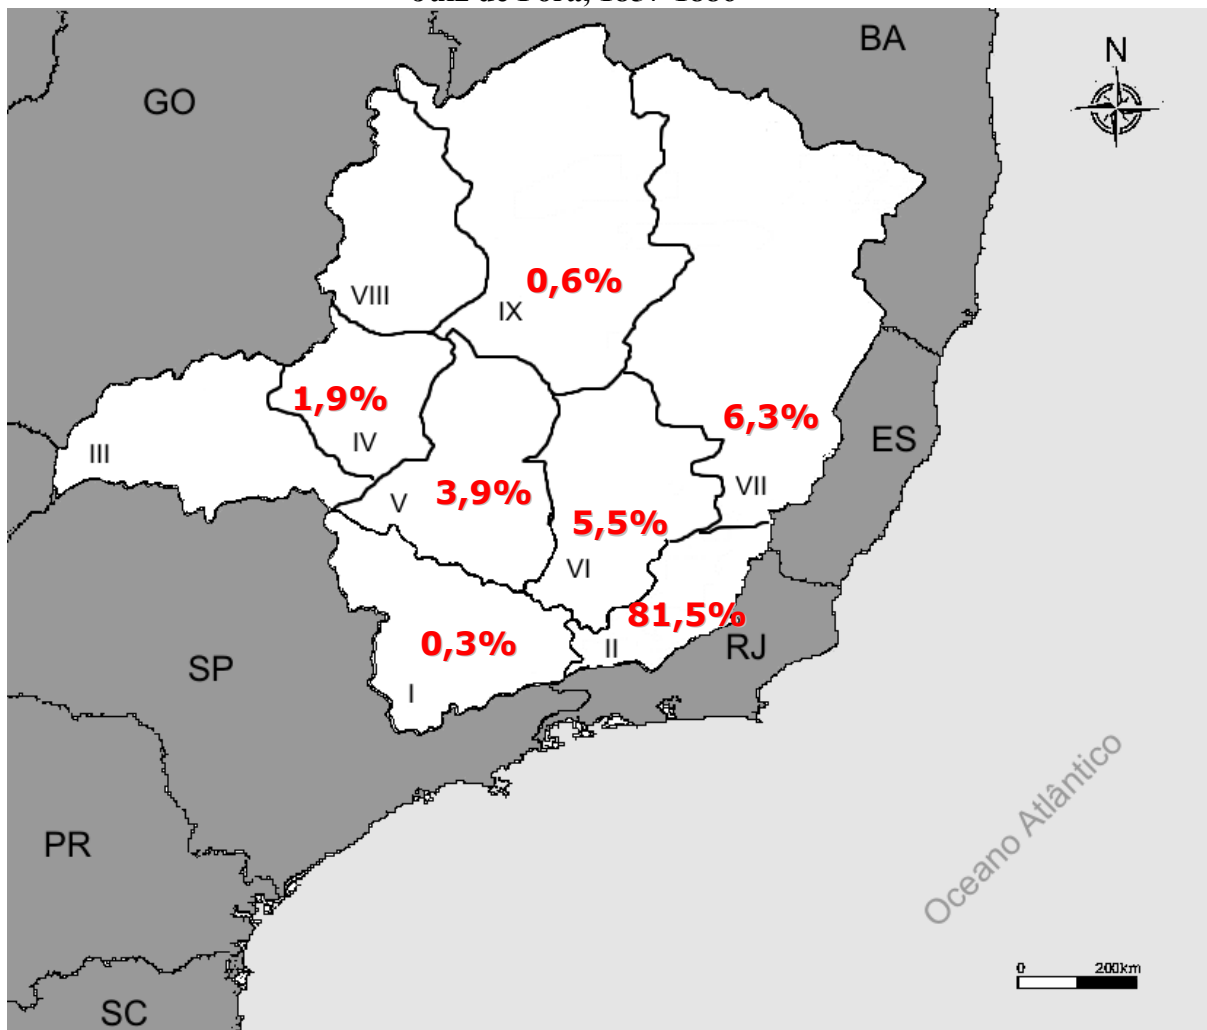 BA
N
GO
0,6%
VIII
IX
1,9%
6,3%
IV
ES
III
3,9%
VII
V
5,5%
VI
81,5%
0,3%
II
RJ
SP
I
Oceano Atlântico
PR
0 200km
SC